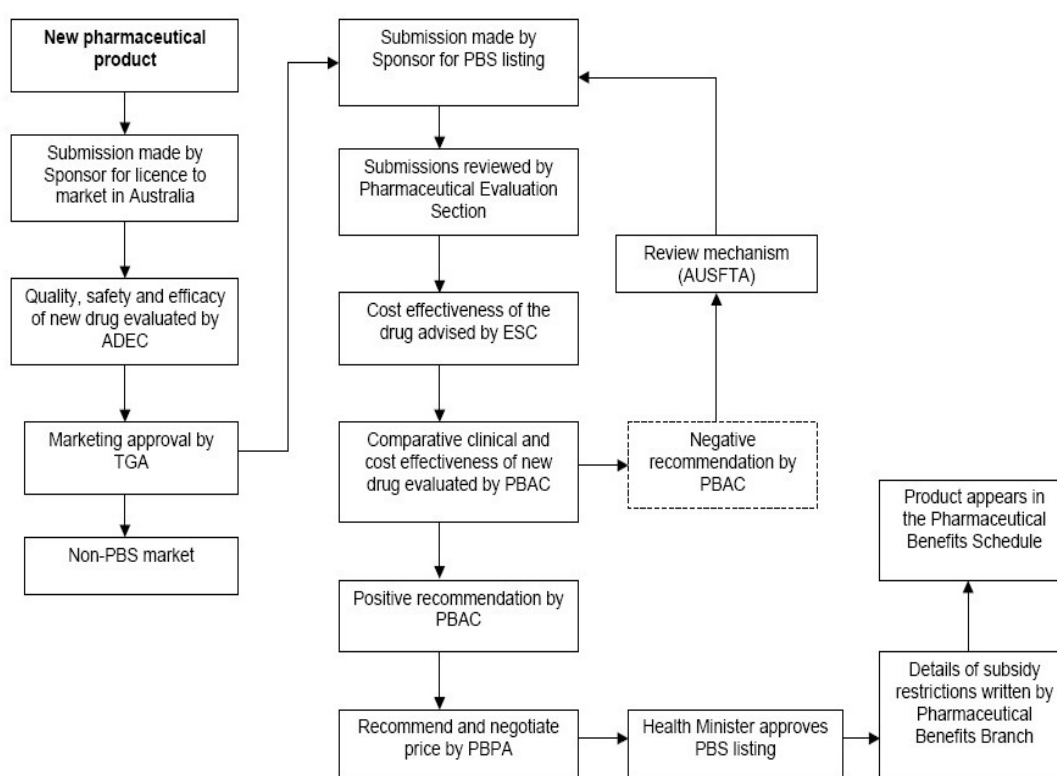 New pharmaceutical
product
Submission made by
Sponsor for licence to
market in Australia
Quality, safety and efficacy
of new drug evaluated by
ADEC
Marketing approval by
TGA
Non-PBS market
Submission made by
Sponsor for PBS listing
Submissions reviewed by
Pharmaceutical Evaluation
Section
Cost effectiveness of the
drug advised by ESC
Comparative clinical and
cost effectiveness of new
drug evaluated by PBAC
Positive recommendation by
PBAC
Recommend and negotiate
price by PBPA
Review mechanism
(AUSFTA)
Negative
recommendation by
PBAC
Health Minister approves
PBS listing
Product appears in
the Pharmaceutical
Benefits Schedule
Details of subsidy
restrictions written by
Pharmaceutical
Benefits Branch